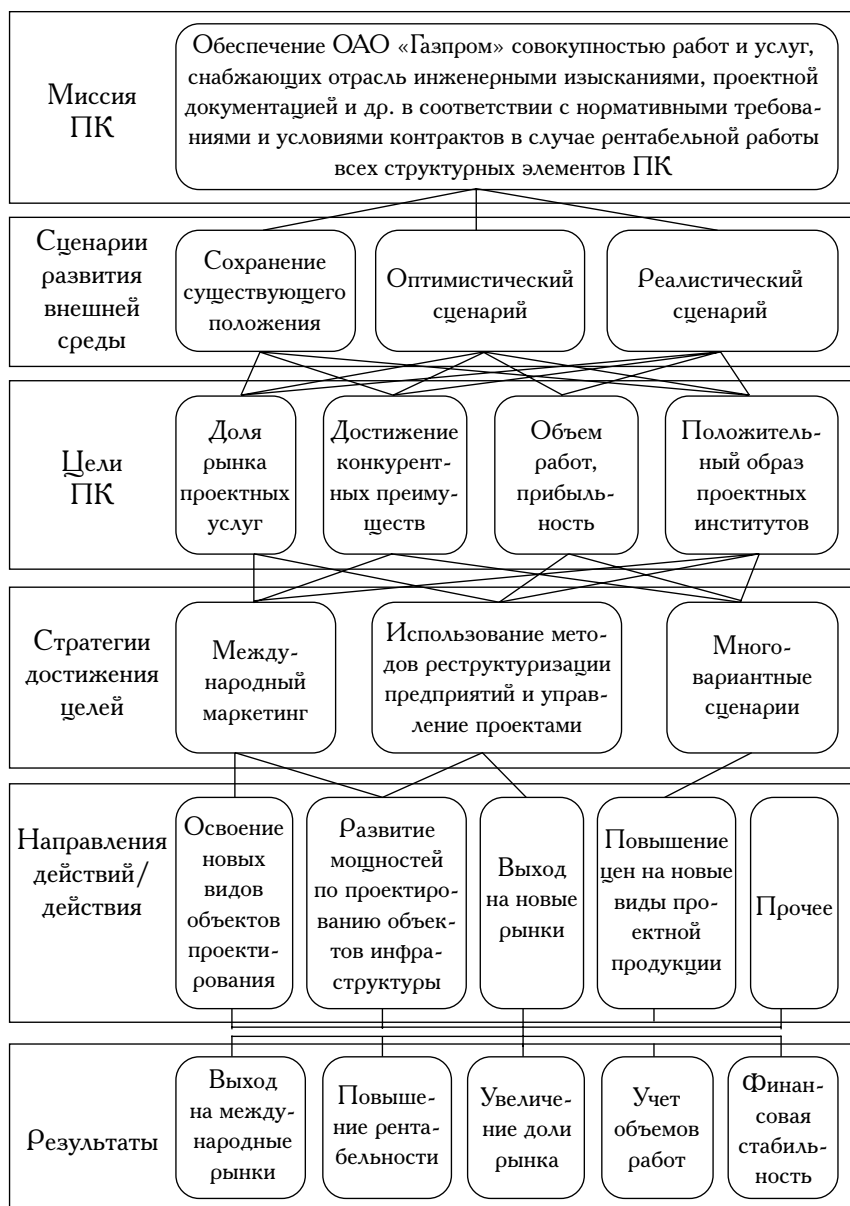 Миссия
ПК
Обеспечение ОАО «Газпром» совокупностью работ и услуг,
снабжающих отрасль инженерными изысканиями, проектной
документацией и др. в соответствии с нормативными требова-
ниями и условиями контрактов в случае рентабельной работы
всех структурных элементов ПК
Сценарии
развития
внешней
среды
Сохранение
существующего
положения
Оптимистический
сценарий
Реалистический
сценарий
Цели
ПК
Доля
рынка
проектных
услуг
Достижение
конкурент-
ных преиму-
ществ
Объем
работ,
прибыль-
ность
Положитель-
ный образ
проектных
институтов
Стратегии
достижения
целей
Между-
народный
маркетинг
Использование мето-
дов реструктуризации
предприятий и управ-
ление проектами
Много-
вариантные
сценарии
Направления
действий/
действия
Освоение
новых
видов
объектов
проекти-
рования
Развитие
мощностей
по проектиро-
ванию объек-
тов инфра-
структуры
Выход
на новые
рынки
Повышение
цен на новые
виды про-
ектной
продукции
Прочее
Результаты
Выход
на между-
народные
рынки
Повыше-
ние рента-
бельности
Увеличе-
ние доли
рынка
Учет
объемов
работ
Финан-
совая
стабиль-
ность